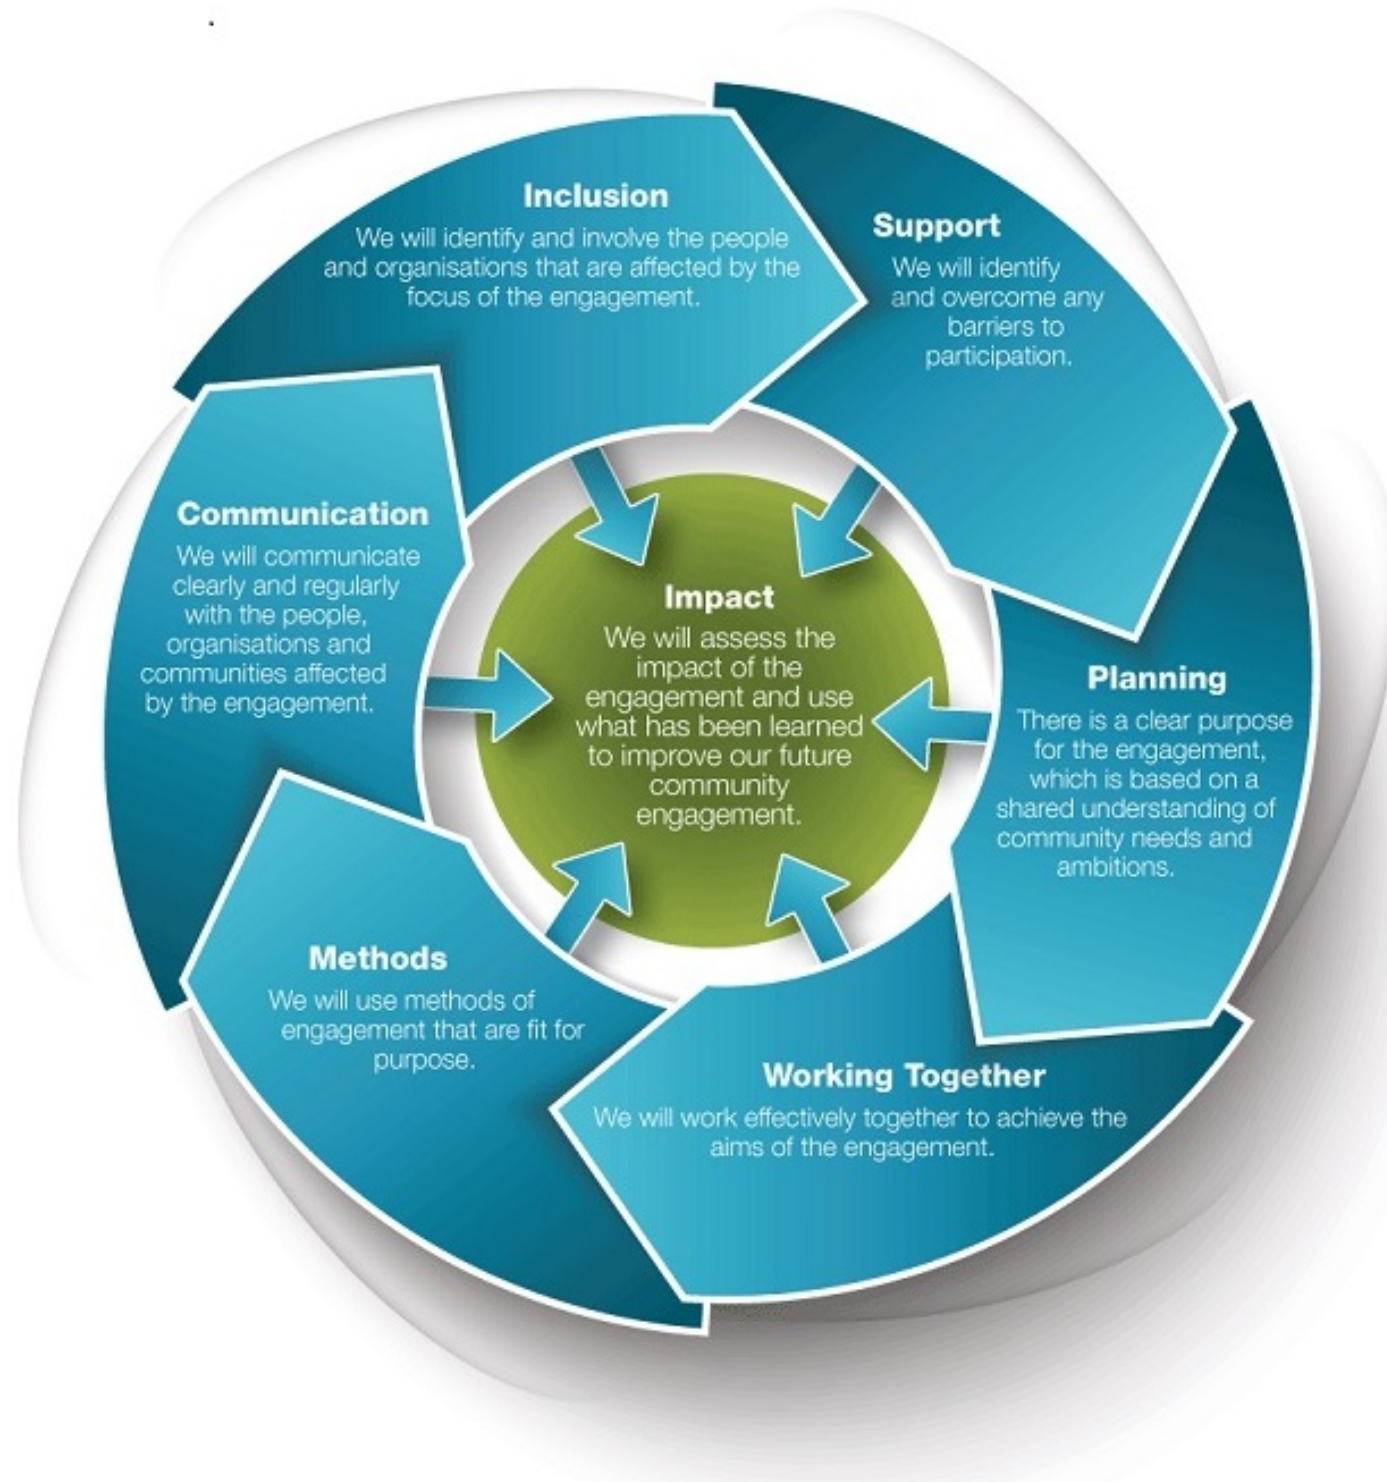 Inclusion
We will identify and involve the people
and organisations that are affected by the
focus of the engagement.
Support
We will identify
and overcome any
barriers to
participation.
Planning
There is a clear purpose
for the engagement,
which is based on a
shared understanding of
community needs and
ambitions.
Working Together
We will work effectively together to achieve the
aims of the engagement.
Methods
We will use methods of
engagement that are fit for
purpose.
Communication
We will communicate
clearly and regularly
with the people,
organisations and
communities affected
by the engagement.
Impact
We will assess the
impact of the
engagement and use
what has been learned
to improve our future
community
engagement.